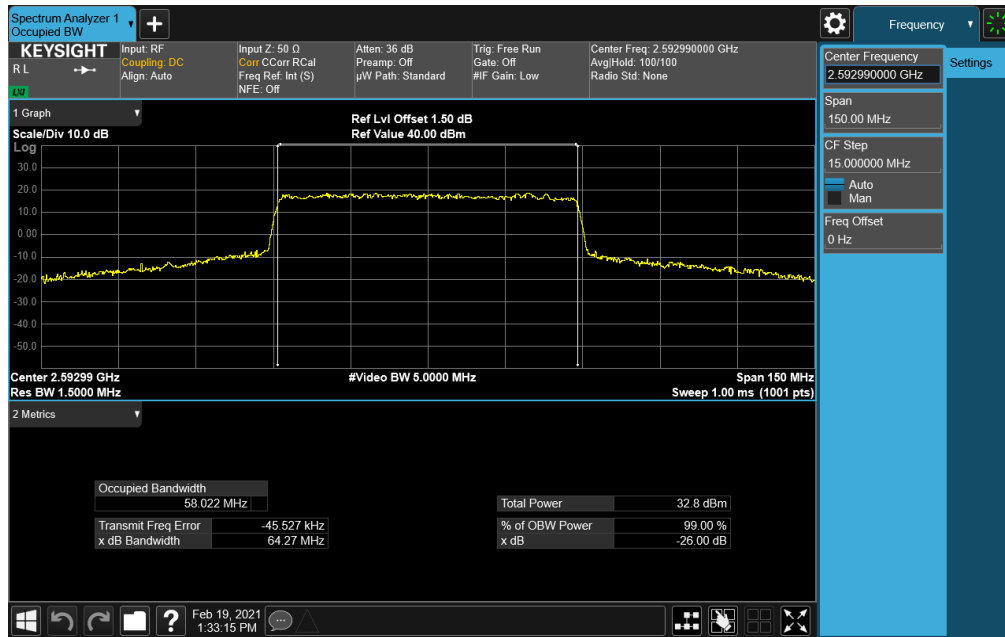 Spectrum Analyzer 1
Occupied BW
Frequency
KEYSIGHT
R L
LXI
Input: RF
Coupling: DC
Align: Auto
Input Z: 50 Ω
Corr CCorr RCal
Freq Ref: Int (S)
NFE: Off
Atten: 36 dB
Preamp: Off
µW Path: Standard
Trig: Free Run
Gate: Off
#IF Gain: Low
Center Freq: 2.592990000 GHz
Avg|Hold: 100/100
Radio Std: None
Center Frequency
2.592990000 GHz
Settings
Span
150.00 MHz
CF Step
15.000000 MHz
Auto
Man
Freq Offset
0 Hz
1 Graph
Scale/Div 10.0 dB
Ref Lvl Offset 1.50 dB
Ref Value 40.00 dBm
Log
30.0
20.0
10.0
0.00
-10.0
-20.0
-30.0
-40.0
-50.0
Center 2.59299 GHz
#Video BW 5.0000 MHz
Span 150 MHz
Res BW 1.5000 MHz
Sweep 1.00 ms (1001 pts)
2 Metrics
Occupied Bandwidth
58.022 MHz
Total Power 32.8 dBm
Transmit Freq Error -45.527 kHz
% of OBW Power 99.00 %
x dB Bandwidth 64.27 MHz
x dB -26.00 dB
?
Feb 19, 2021
1:33:15 PM